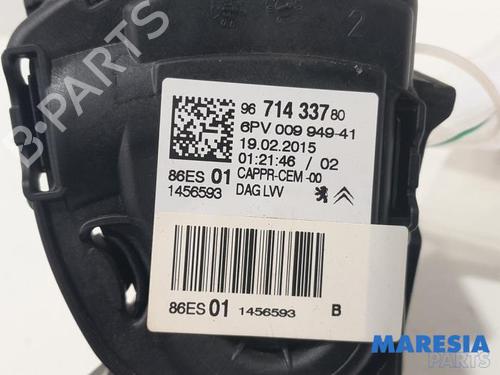 2
96 714 337 80
6PV 009 949-41
19.02.2015
01:21:46 / 02
86ES 01 CAPPR-CEM -00
1456593 DAG LVV
86ES 01 1456593 B
MARESIA
PARTS